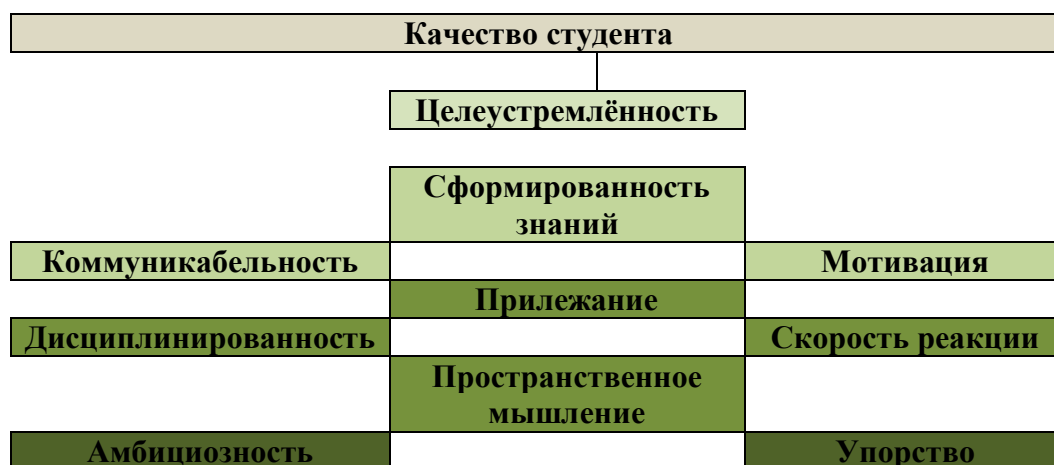 Качество студента
Целеустремлённость
Сформированность
знаний
Коммуникабельность
Мотивация
Прилежание
Дисциплинированность
Скорость реакции
Пространственное
мышление
Амбициозность
Упорство